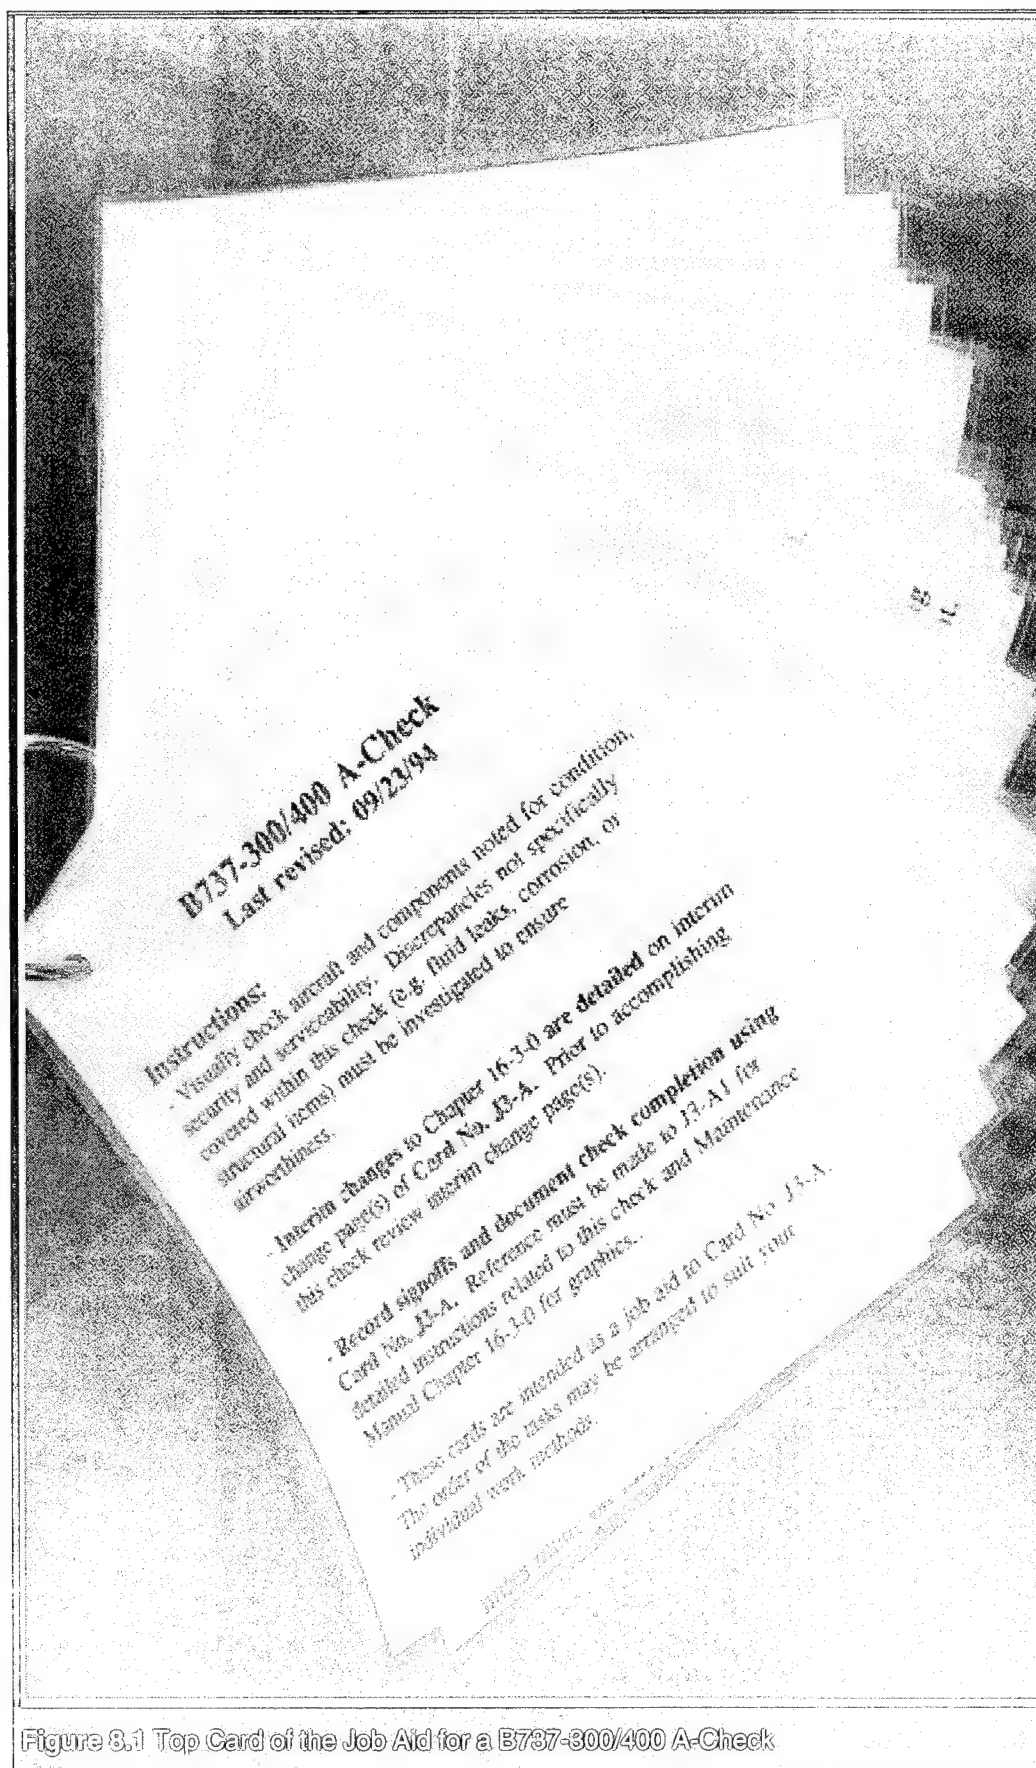 B737-300/400 A-Check
Last revised: 09/23/94
Instructions:
- Visually check aircraft and components noted for condition,
security and serviceability. Discrepancies not specifically
covered within this check (e.g. fluid leaks, corrosion, or
structural items) must be investigated to ensure
airworthiness.
- Interim changes to Chapter 16-3-0 are detailed on interim
change page(s) of Card No. J3-A. Prior to accomplishing
this check review interim change page(s).
- Record signoffs and document check completion using
Card No. J3-A. Reference must be made to J3-A1 for
detailed instructions related to this check and Maintenance
Manual Chapter 16-3-0 for graphics.
- These cards are intended as a job aid to Card No. J3-A.
The order of the tasks may be arranged to suit your
individual work methods.
Figure 8.1 Top Card of the Job Aid for a B737-300/400 A-Check